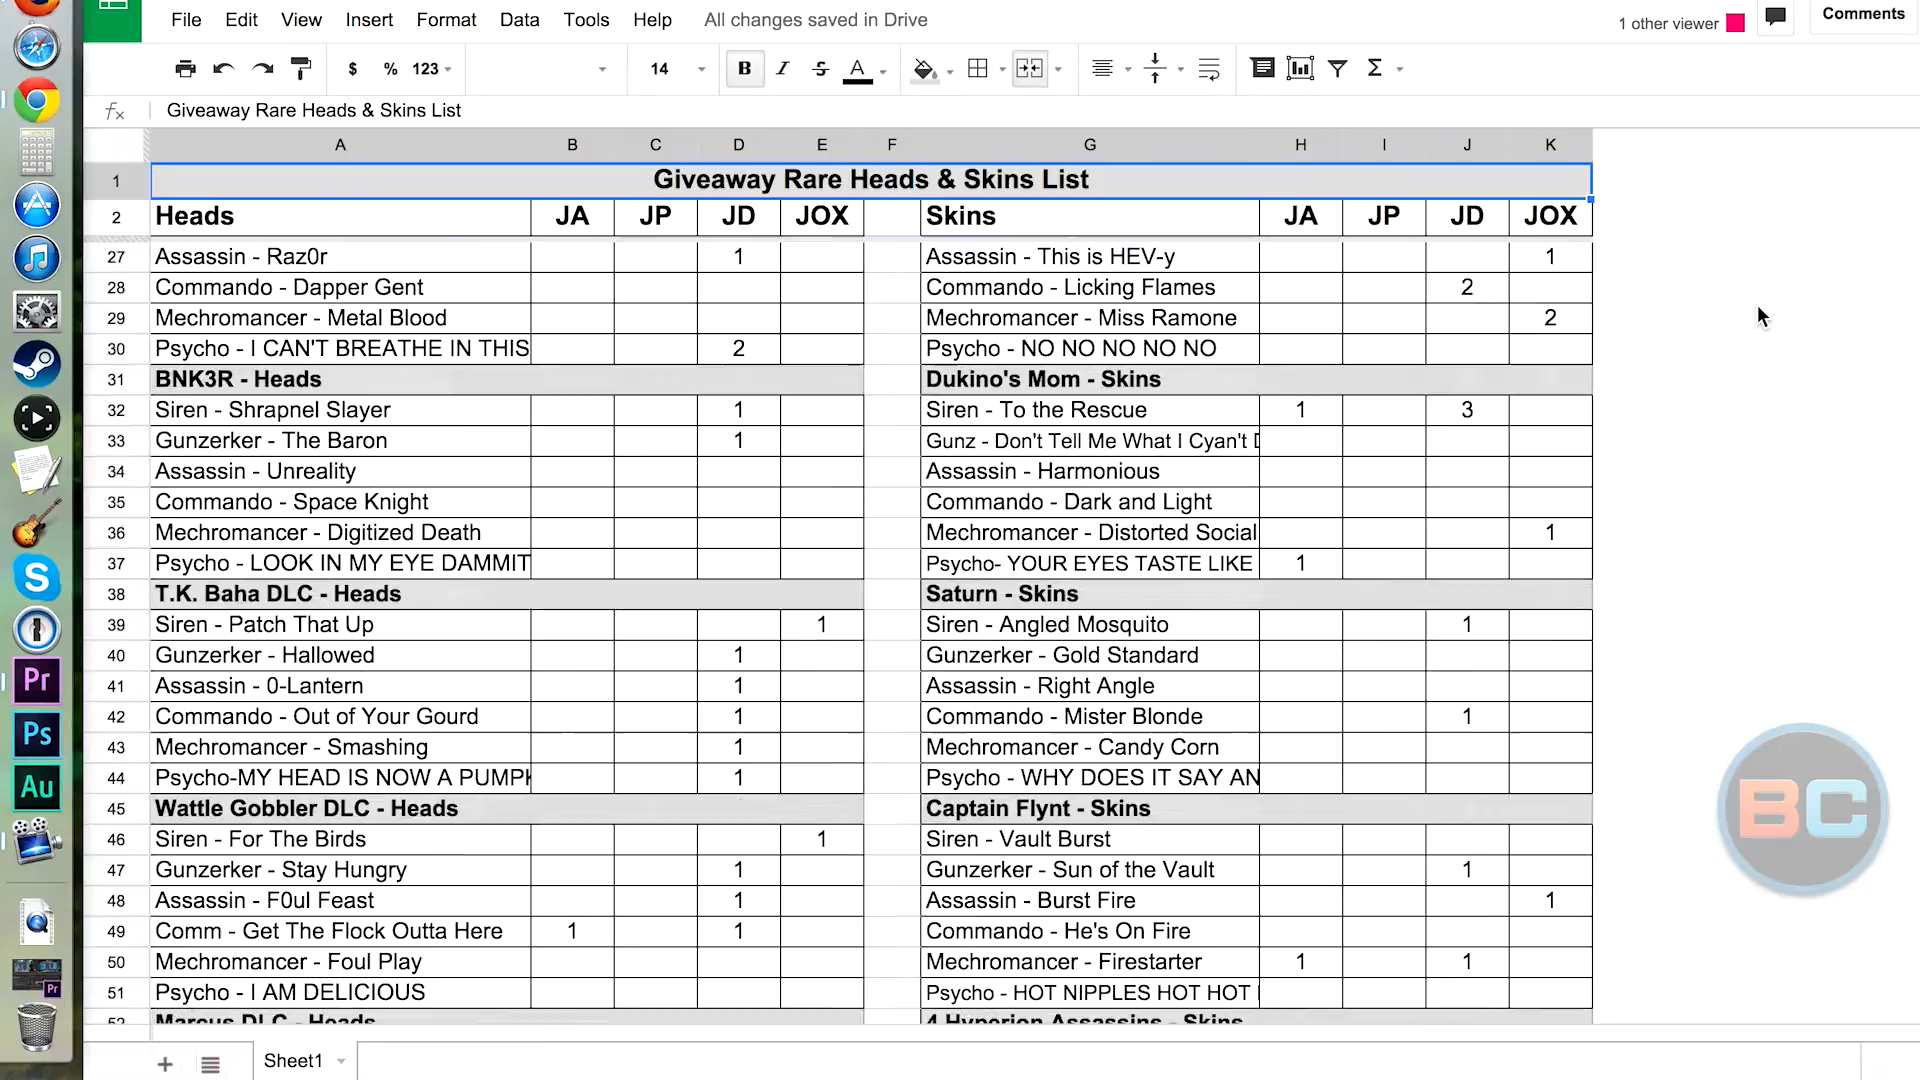 File Edit View Insert Format Data Tools Help All changes saved in Drive
1 other viewer Comments
$ % 123 14 B I S A Σ
fx Giveaway Rare Heads & Skins List
A B C D E F G H I J K
1 Giveaway Rare Heads & Skins List
2 Heads JA JP JD JOX Skins JA JP JD JOX
27 Assassin - Raz0r 1 Assassin - This is HEV-y 1
28 Commando - Dapper Gent Commando - Licking Flames 2
29 Mechromancer - Metal Blood Mechromancer - Miss Ramone 2
30 Psycho - I CAN'T BREATHE IN THIS 2 Psycho - NO NO NO NO NO
31 BNK3R - Heads Dukino's Mom - Skins
32 Siren - Shrapnel Slayer 1 Siren - To the Rescue 1 3
33 Gunzerker - The Baron 1 Gunz - Don't Tell Me What I Cyan't D
34 Assassin - Unreality Assassin - Harmonious
35 Commando - Space Knight Commando - Dark and Light
36 Mechromancer - Digitized Death Mechromancer - Distorted Social 1
37 Psycho - LOOK IN MY EYE DAMMIT Psycho- YOUR EYES TASTE LIKE 1
38 T.K. Baha DLC - Heads Saturn - Skins
39 Siren - Patch That Up 1 Siren - Angled Mosquito 1
40 Gunzerker - Hallowed 1 Gunzerker - Gold Standard
41 Assassin - 0-Lantern 1 Assassin - Right Angle
42 Commando - Out of Your Gourd 1 Commando - Mister Blonde 1
43 Mechromancer - Smashing 1 Mechromancer - Candy Corn
44 Psycho-MY HEAD IS NOW A PUMPK 1 Psycho - WHY DOES IT SAY AN
45 Wattle Gobbler DLC - Heads Captain Flynt - Skins
46 Siren - For The Birds 1 Siren - Vault Burst
47 Gunzerker - Stay Hungry 1 Gunzerker - Sun of the Vault 1
48 Assassin - F0ul Feast 1 Assassin - Burst Fire 1
49 Comm - Get The Flock Outta Here 1 1 Commando - He's On Fire
50 Mechromancer - Foul Play Mechromancer - Firestarter 1 1
51 Psycho - I AM DELICIOUS Psycho - HOT NIPPLES HOT HOT
52 Marcus DLC - Heads 4 Hyperion Assassins - Skins
+ Sheet1
S
Pr
Ps
Au
Pr
BC